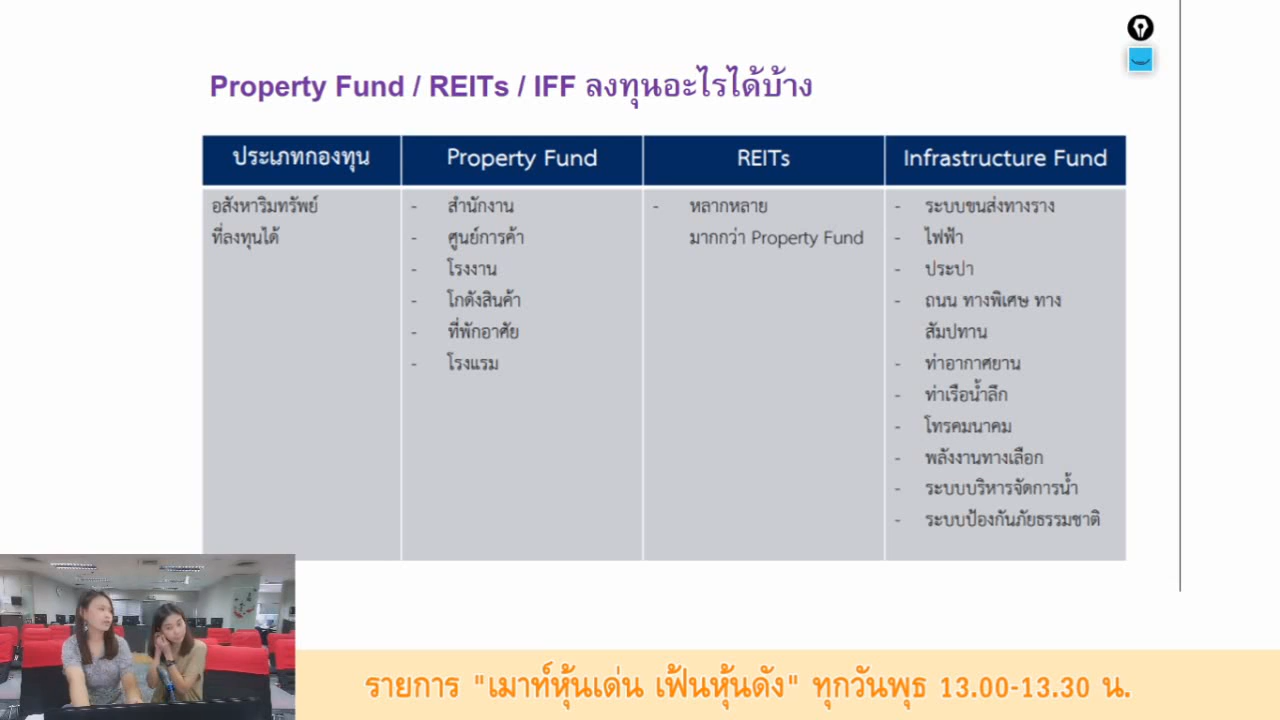 Property Fund / REITs / IFF ลงทุนอะไรได้บ้าง
ประเภทกองทุน
Property Fund
REITs
Infrastructure Fund
อสังหาริมทรัพย์
ที่ลงทุนได้
- สำนักงาน
- ศูนย์การค้า
- โรงงาน
- โกดังสินค้า
- ที่พักอาศัย
- โรงแรม
- หลากหลาย
มากกว่า Property Fund
- ระบบขนส่งทางราง
- ไฟฟ้า
- ประปา
- ถนน ทางพิเศษ ทาง
สัมปทาน
- ท่าอากาศยาน
- ท่าเรือน้ำลึก
- โทรคมนาคม
- พลังงานทางเลือก
- ระบบบริหารจัดการน้ำ
- ระบบป้องกันภัยธรรมชาติ
รายการ "เมาท์หุ้นเด่น เฟ้นหุ้นดัง" ทุกวันพุธ 13.00-13.30 น.